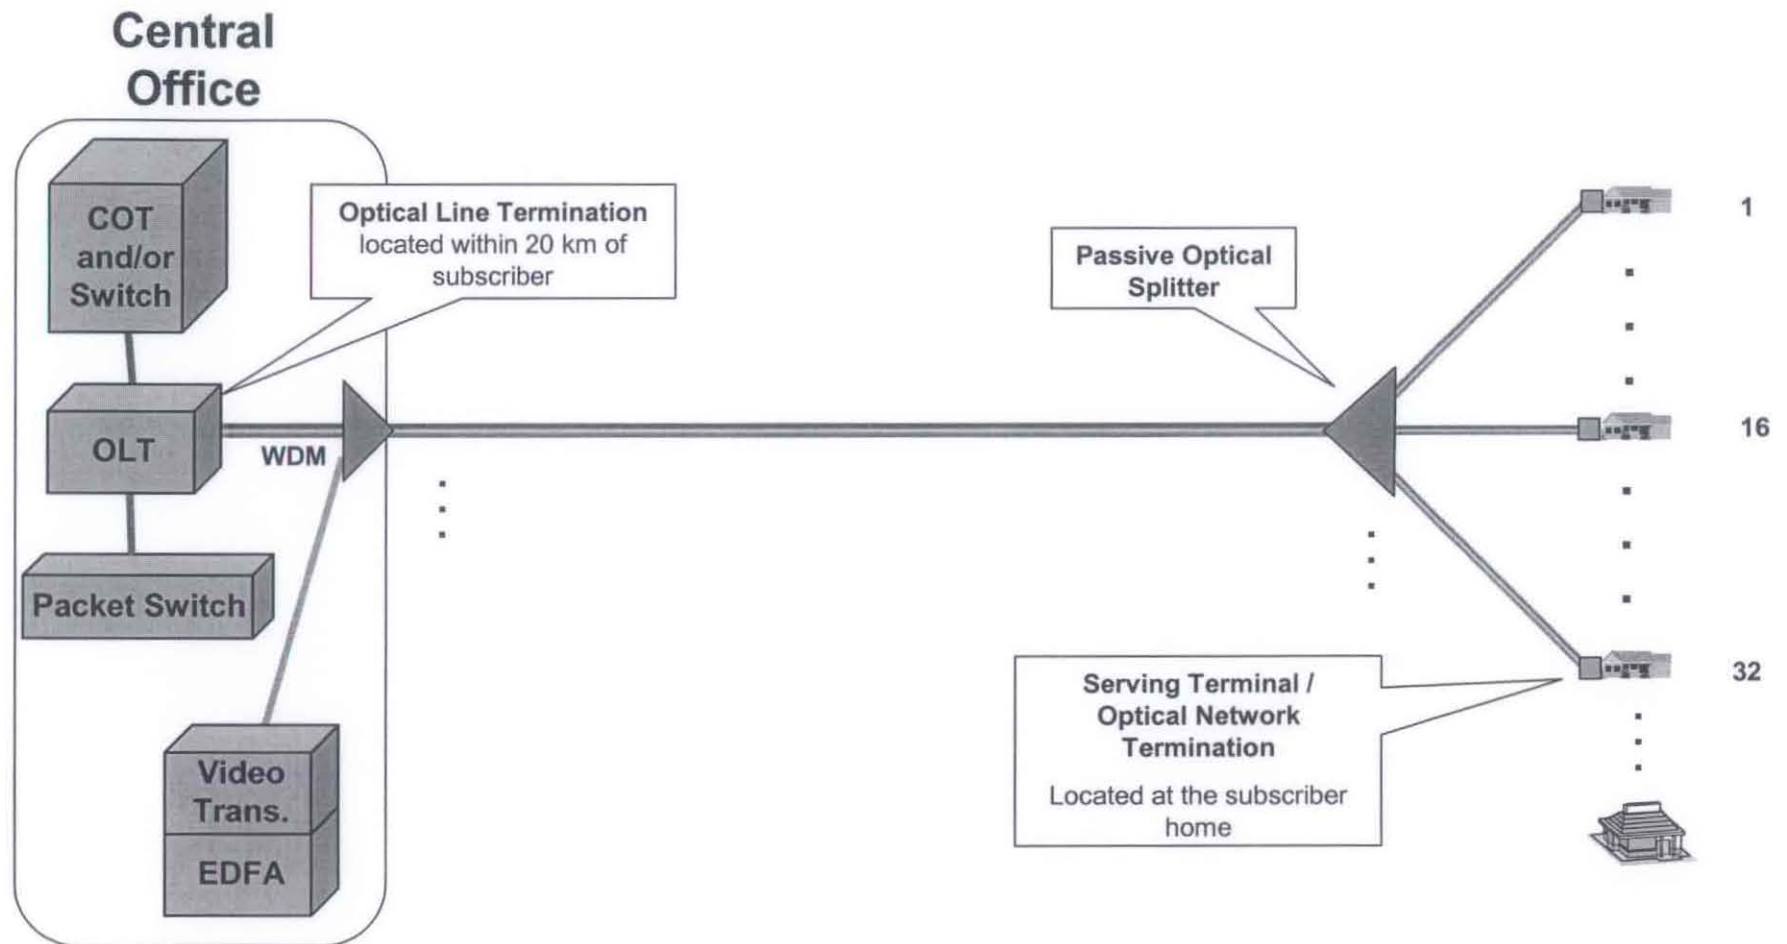 Central
Office
COT
and/or
Switch
Optical Line Termination
located within 20 km of
subscriber
Passive Optical
Splitter
1
OLT
WDM
16
Packet Switch
32
Serving Terminal /
Optical Network
Termination
Located at the subscriber
home
Video
Trans.
EDFA